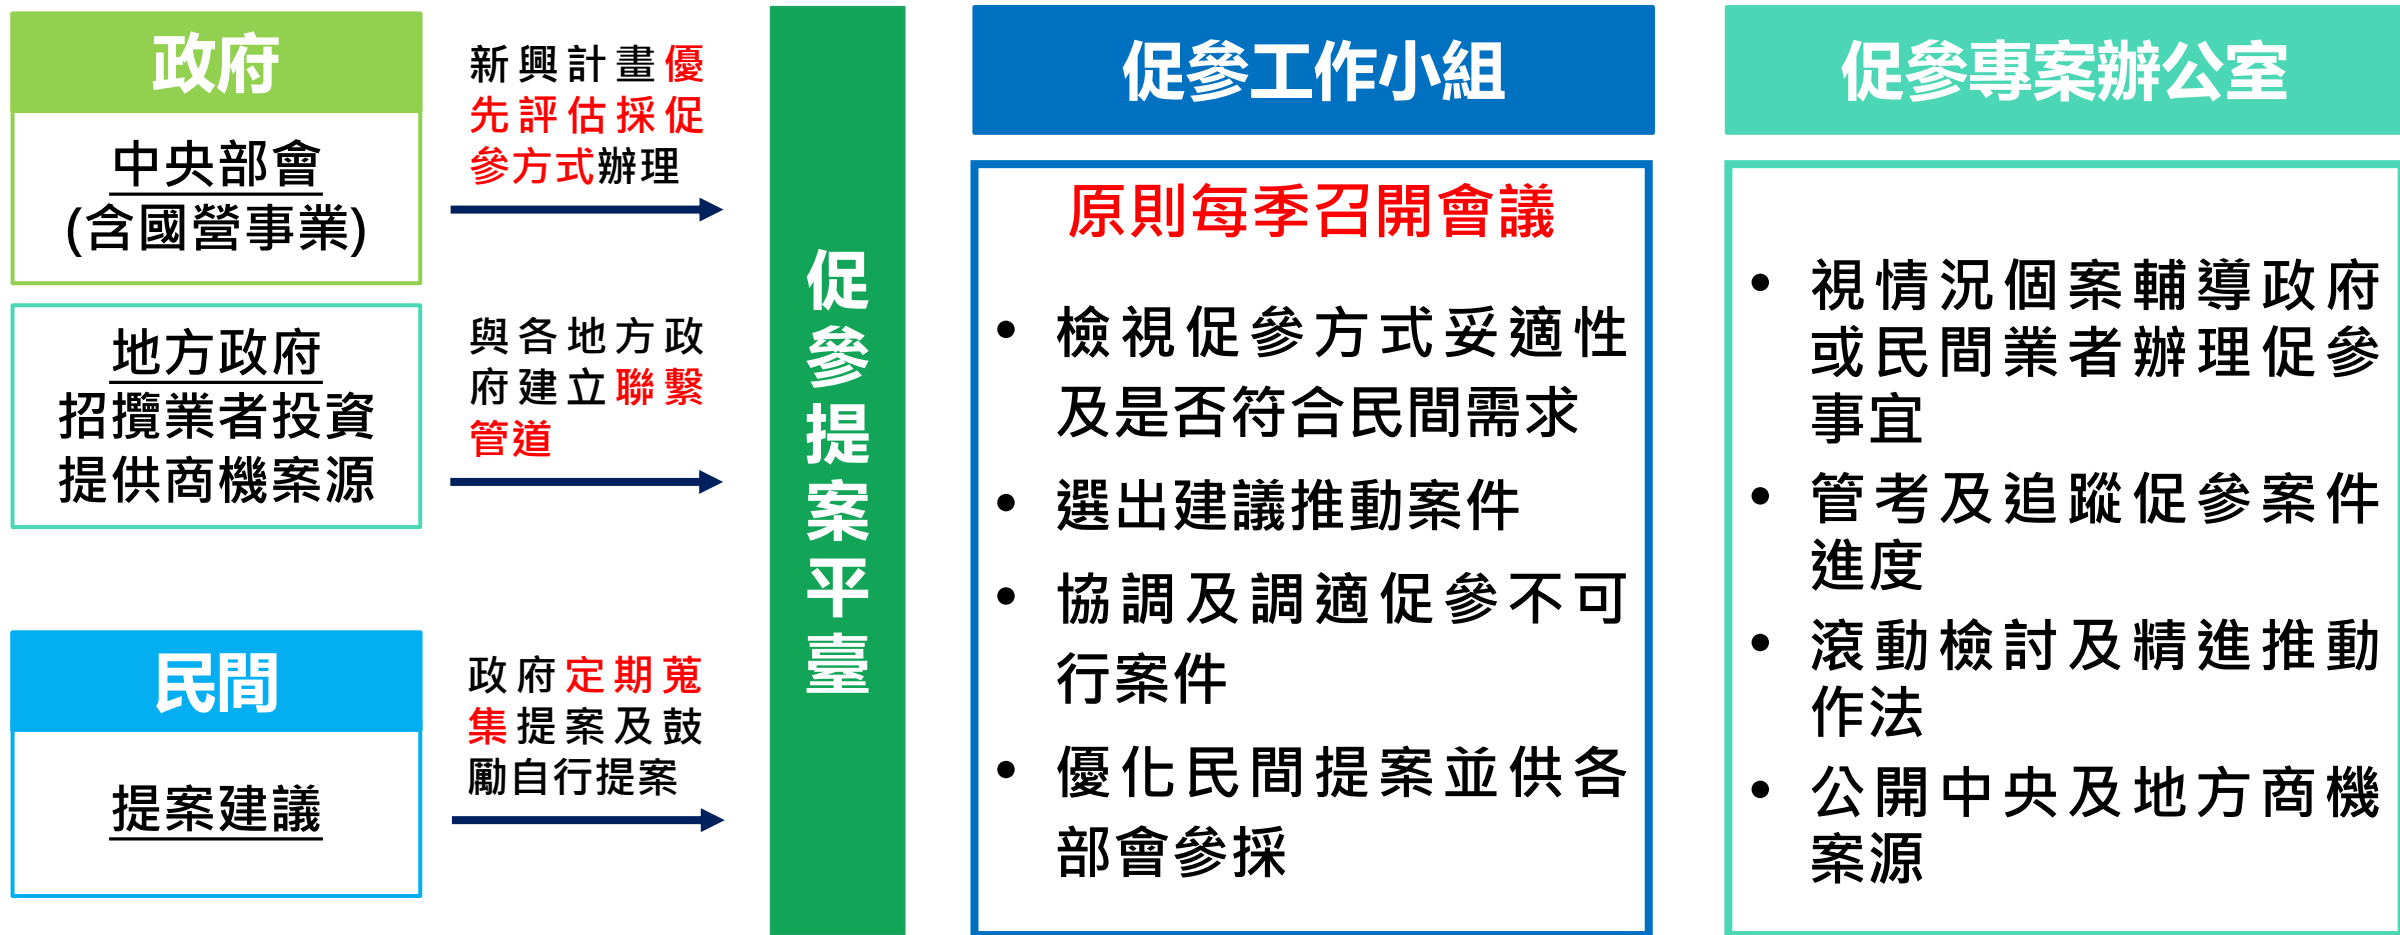 政府
中央部會
(含國營事業)
地方政府
招攬業者投資
提供商機案源
民間
提案建議
新興計畫優
先評估採促
參方式辦理
與各地方政
府建立聯繫
管道
政府定期蒐
集提案及鼓
勵自行提案
促參提案平臺
促參工作小組
原則每季召開會議
• 檢視促參方式妥適性
及是否符合民間需求
• 選出建議推動案件
• 協調及調適促參不可
行案件
• 優化民間提案並供各
部會參採
促參專案辦公室
• 視情況個案輔導政府
或民間業者辦理促參
事宜
• 管考及追蹤促參案件
進度
• 滾動檢討及精進推動
作法
• 公開中央及地方商機
案源